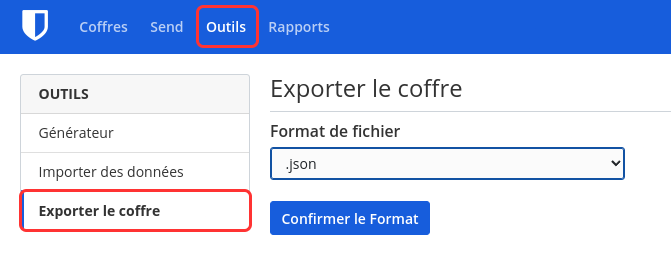 Coffres Send Outils Rapports
OUTILS
Générateur
Importer des données
Exporter le coffre
Exporter le coffre
Format de fichier
.json
Confirmer le Format